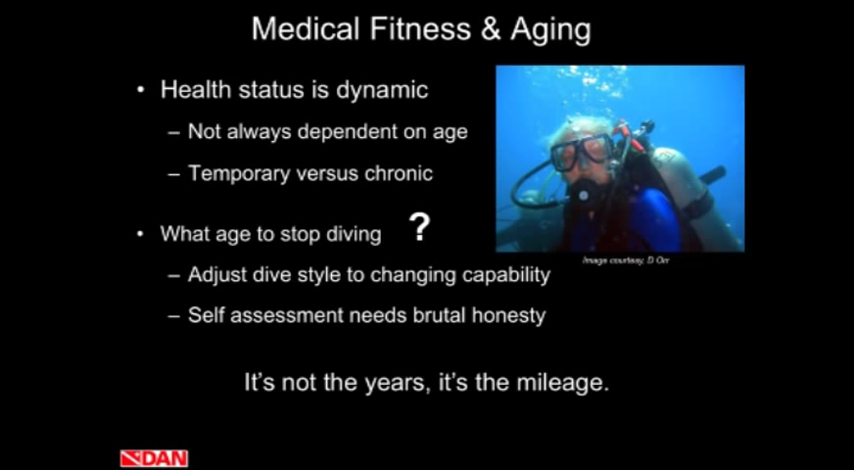 Medical Fitness & Aging
• Health status is dynamic
– Not always dependent on age
– Temporary versus chronic
• What age to stop diving ?
– Adjust dive style to changing capability
– Self assessment needs brutal honesty
Image courtesy, D Orr
It's not the years, it's the mileage.
DAN